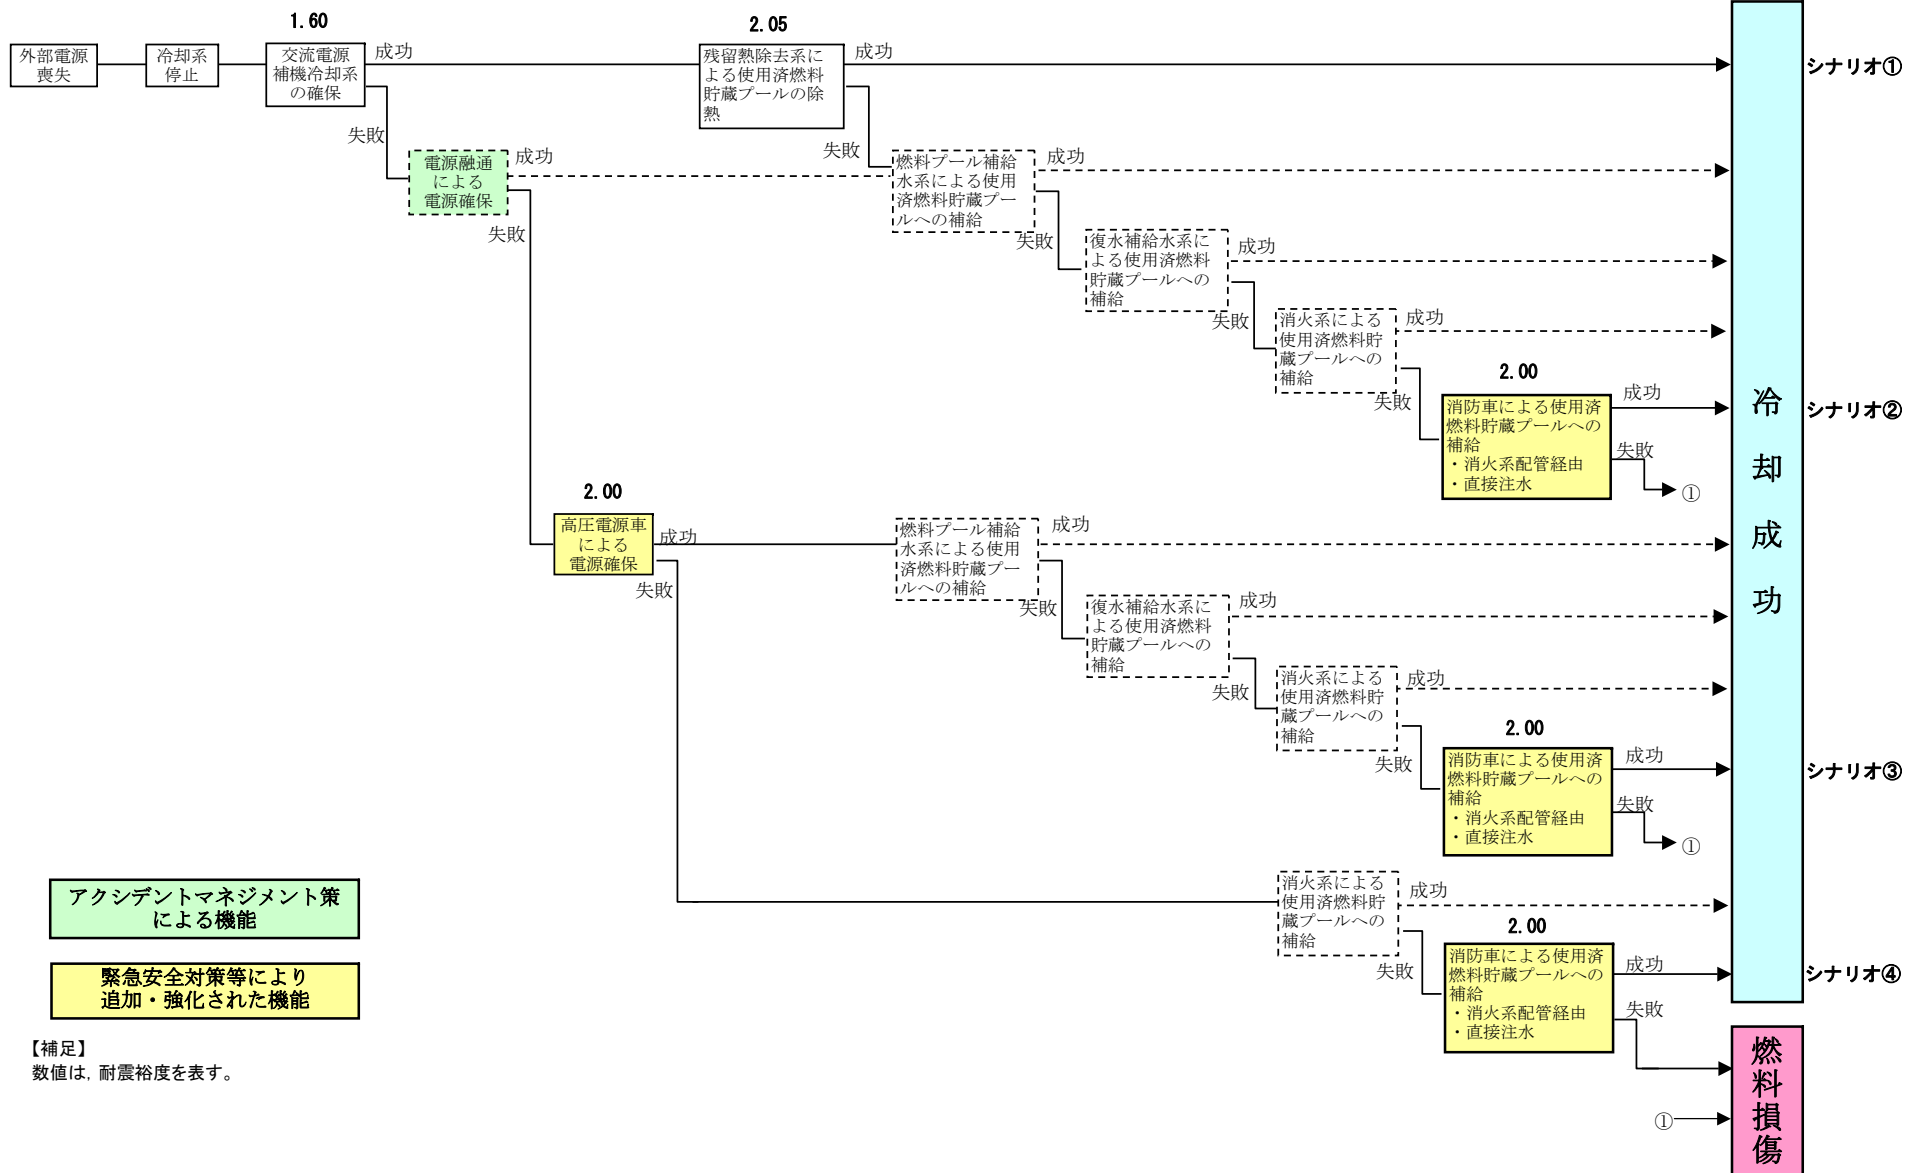 1.60
2.05
外部電源
喪失
冷却系
停止
交流電源
補機冷却系
の確保
成功
残留熱除去系に
よる使用済燃料
貯蔵プールの除
熱
成功
シナリオ①
失敗
電源融通
による
電源確保
成功
失敗
燃料プール補給
水系による使用
済燃料貯蔵プー
ルへの補給
成功
失敗
失敗
復水補給水系に
よる使用済燃料
貯蔵プールへの
補給
成功
失敗
消火系による
使用済燃料貯
蔵プールへの
補給
成功
失敗
2.00
消防車による使用済
燃料貯蔵プールへの
補給
・消火系配管経由
・直接注水
成功
シナリオ②
失敗
①
冷却成功
2.00
高圧電源車
による
電源確保
成功
失敗
燃料プール補給
水系による使用
済燃料貯蔵プー
ルへの補給
成功
失敗
復水補給水系に
よる使用済燃料
貯蔵プールへの
補給
成功
失敗
消火系による
使用済燃料貯
蔵プールへの
補給
成功
失敗
2.00
消防車による使用済
燃料貯蔵プールへの
補給
・消火系配管経由
・直接注水
成功
シナリオ③
失敗
①
消火系による
使用済燃料貯
蔵プールへの
補給
成功
失敗
2.00
消防車による使用済
燃料貯蔵プールへの
補給
・消火系配管経由
・直接注水
成功
シナリオ④
失敗
燃料損傷
①
アクシデントマネジメント策
による機能
緊急安全対策等により
追加・強化された機能
【補足】
数値は，耐震裕度を表す。